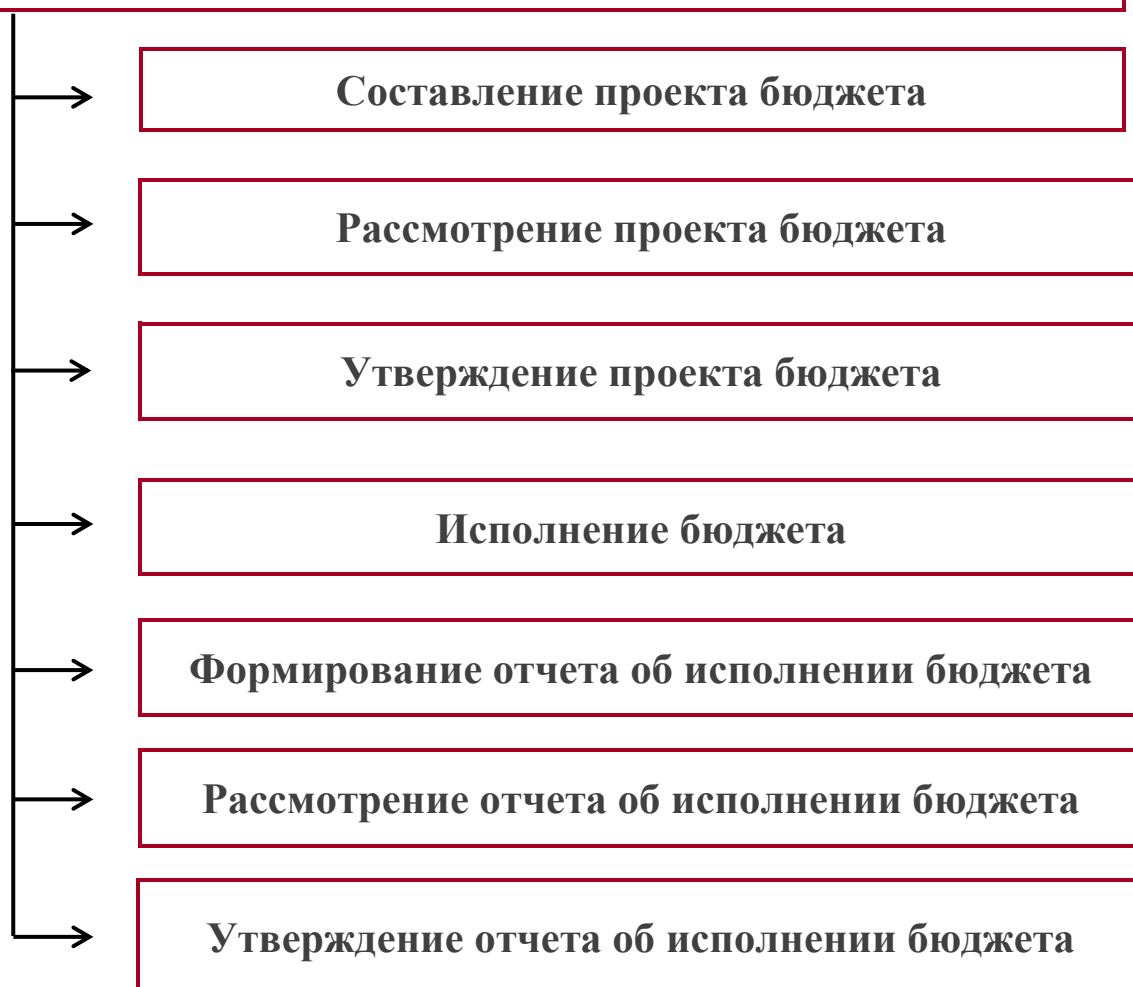 Составление проекта бюджета
Рассмотрение проекта бюджета
Утверждение проекта бюджета
Исполнение бюджета
Формирование отчета об исполнении бюджета
Рассмотрение отчета об исполнении бюджета
Утверждение отчета об исполнении бюджета